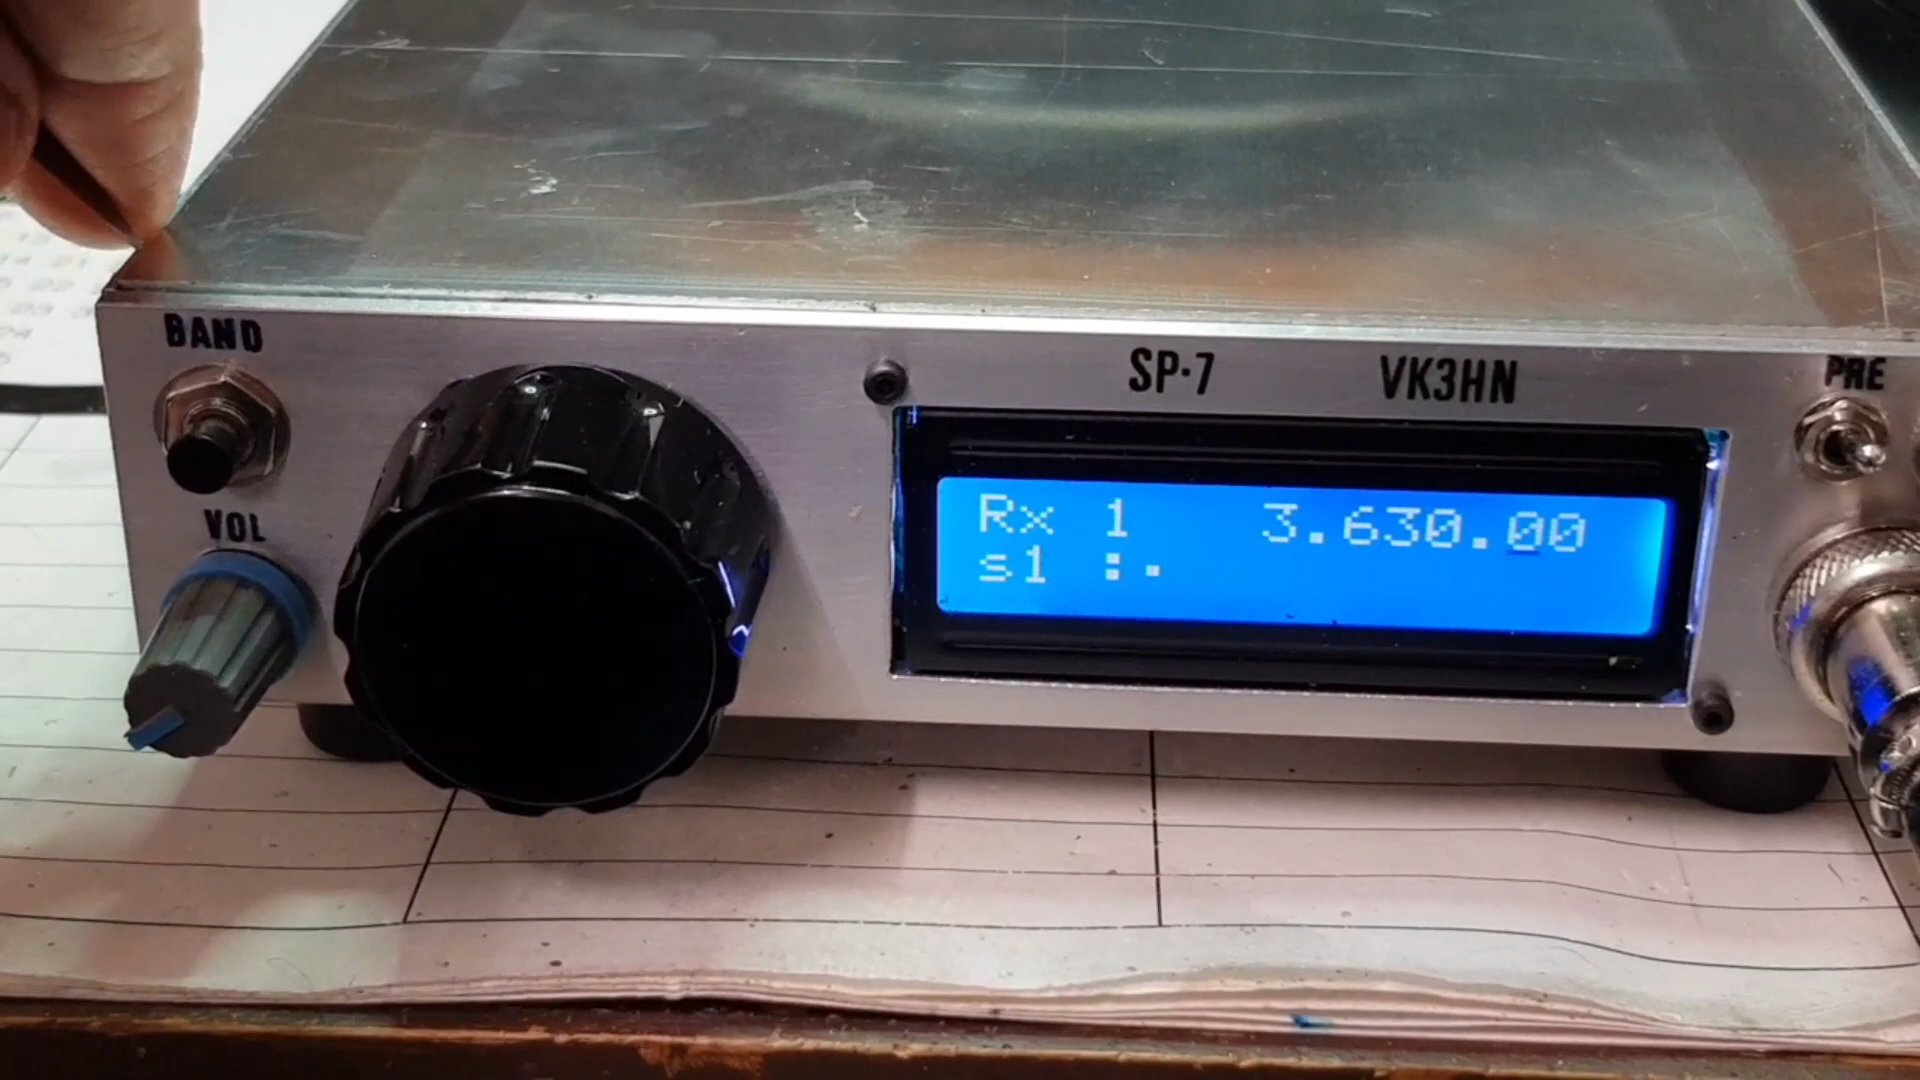 BAND
SP·7 VK3HN
PRE
VOL
Rx 1 3.630.00
s1 :.